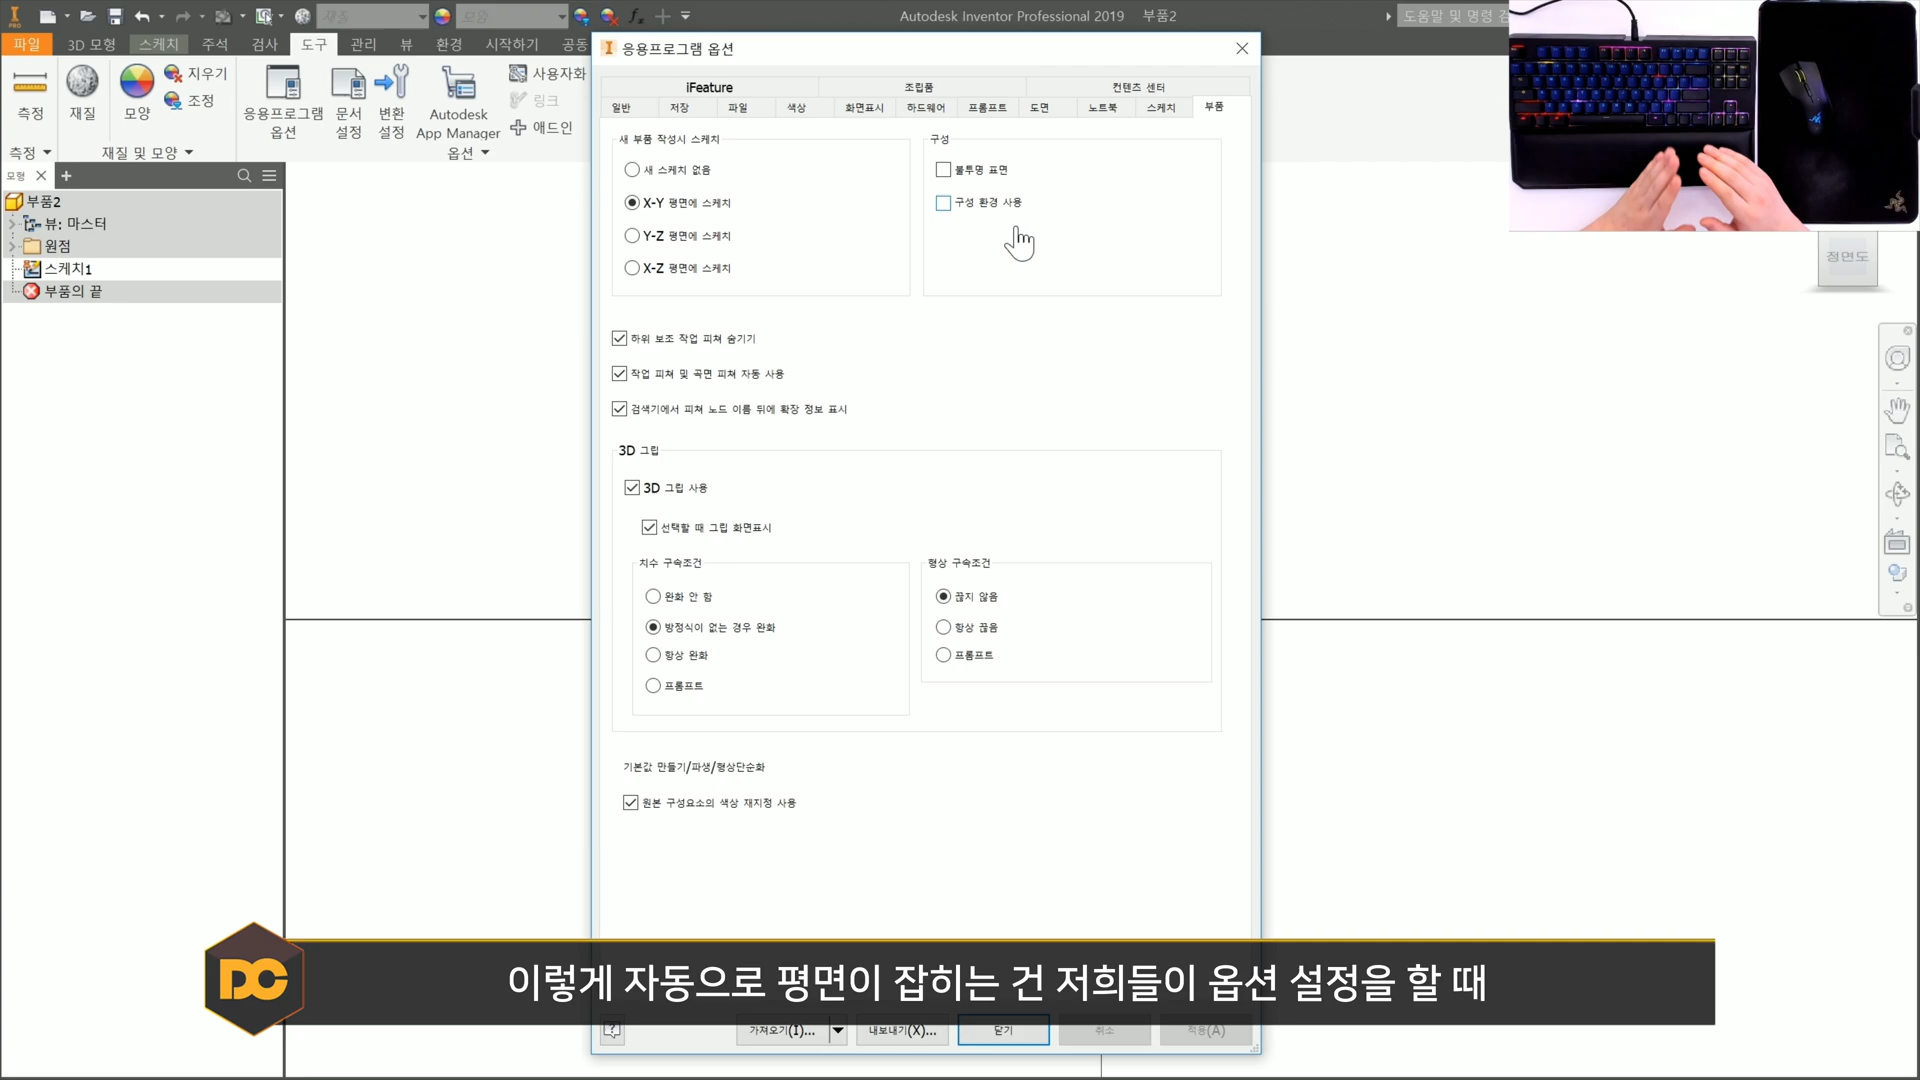 PRO
재질
모양
fx
Autodesk Inventor Professional 2019 부품2
도움말 및 명령 검
파일
3D 모형
스케치
주석
검사
도구
관리
뷰
환경
시작하기
공동
측정
재질
모양
지우기
조정
응용프로그램
옵션
문서
설정
변환
설정
Autodesk
App Manager
사용자화
링크
애드인
측정
재질 및 모양
옵션
모형
부품2
뷰: 마스터
원점
스케치1
부품의 끝
응용프로그램 옵션
iFeature
조립품
컨텐츠 센터
일반
저장
파일
색상
화면표시
하드웨어
프롬프트
도면
노트북
스케치
부품
새 부품 작성시 스케치
새 스케치 없음
X-Y 평면에 스케치
Y-Z 평면에 스케치
X-Z 평면에 스케치
구성
불투명 표면
구성 환경 사용
하위 보조 작업 피쳐 숨기기
작업 피쳐 및 곡면 피쳐 자동 사용
검색기에서 피쳐 노드 이름 뒤에 확장 정보 표시
3D 그립
3D 그립 사용
선택할 때 그립 화면표시
치수 구속조건
완화 안 함
방정식이 없는 경우 완화
항상 완화
프롬프트
형상 구속조건
끊지 않음
항상 끊음
프롬프트
기본값 만들기/파생/형상단순화
원본 구성요소의 색상 재지정 사용
정면도
DC
이렇게 자동으로 평면이 잡히는 건 저희들이 옵션 설정을 할 때
가져오기(I)...
내보내기(X)...
닫기
취소
적용(A)